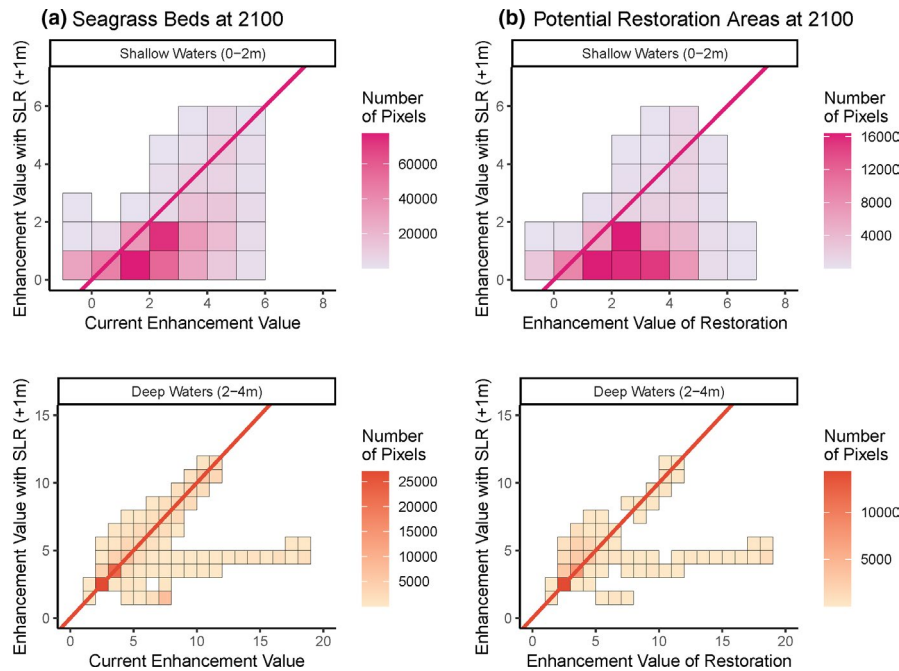 (a) Seagrass Beds at 2100
Shallow Waters (0−2m)
Enhancement Value with SLR (+1m)
6
4
2
0
0 2 4 6 8
Current Enhancement Value
Number
of Pixels
60000
40000
20000
(b) Potential Restoration Areas at 2100
Shallow Waters (0−2m)
Enhancement Value with SLR (+1m)
6
4
2
0
0 2 4 6 8
Enhancement Value of Restoration
Number
of Pixels
16000
12000
8000
4000
Deep Waters (2−4m)
Enhancement Value with SLR (+1m)
15
10
5
0
0 5 10 15 20
Current Enhancement Value
Number
of Pixels
25000
20000
15000
10000
5000
Deep Waters (2−4m)
Enhancement Value with SLR (+1m)
15
10
5
0
0 5 10 15 20
Enhancement Value of Restoration
Number
of Pixels
10000
5000